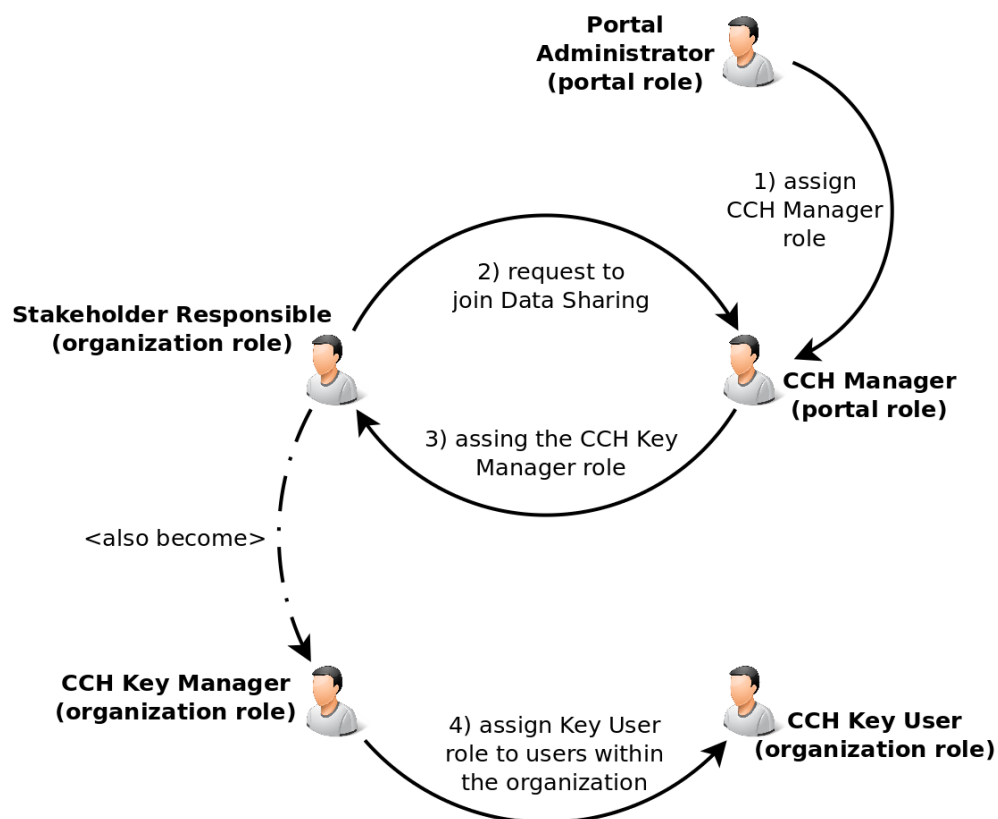 Portal
Administrator
(portal role)
1) assign
CCH Manager
role
2) request to
join Data Sharing
Stakeholder Responsible
(organization role)
CCH Manager
(portal role)
3) assing the CCH Key
Manager role
<also become>
CCH Key Manager
(organization role)
4) assign Key User
role to users within
the organization
CCH Key User
(organization role)